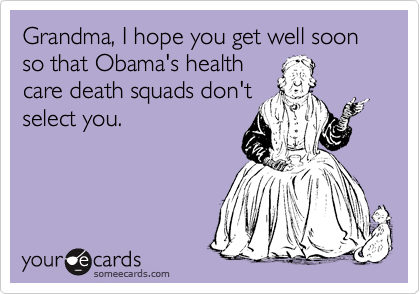 Grandma, I hope you get well soon
so that Obama's health
care death squads don't
select you.
your e cards
someecards.com